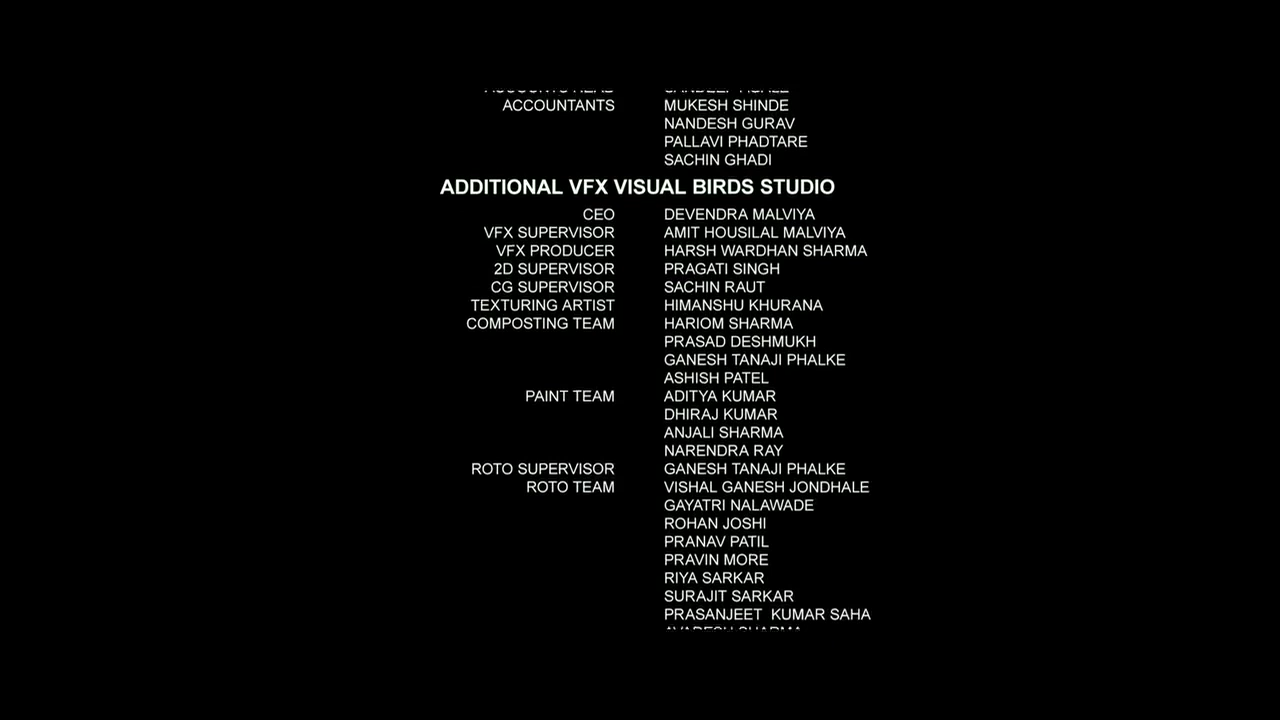 ACCOUNTANTS MUKESH SHINDE
NANDESH GURAV
PALLAVI PHADTARE
SACHIN GHADI
ADDITIONAL VFX VISUAL BIRDS STUDIO
CEO DEVENDRA MALVIYA
VFX SUPERVISOR AMIT HOUSILAL MALVIYA
VFX PRODUCER HARSH WARDHAN SHARMA
2D SUPERVISOR PRAGATI SINGH
CG SUPERVISOR SACHIN RAUT
TEXTURING ARTIST HIMANSHU KHURANA
COMPOSTING TEAM HARIOM SHARMA
PRASAD DESHMUKH
GANESH TANAJI PHALKE
ASHISH PATEL
PAINT TEAM ADITYA KUMAR
DHIRAJ KUMAR
ANJALI SHARMA
NARENDRA RAY
ROTO SUPERVISOR GANESH TANAJI PHALKE
ROTO TEAM VISHAL GANESH JONDHALE
GAYATRI NALAWADE
ROHAN JOSHI
PRANAV PATIL
PRAVIN MORE
RIYA SARKAR
SURAJIT SARKAR
PRASANJEET KUMAR SAHA